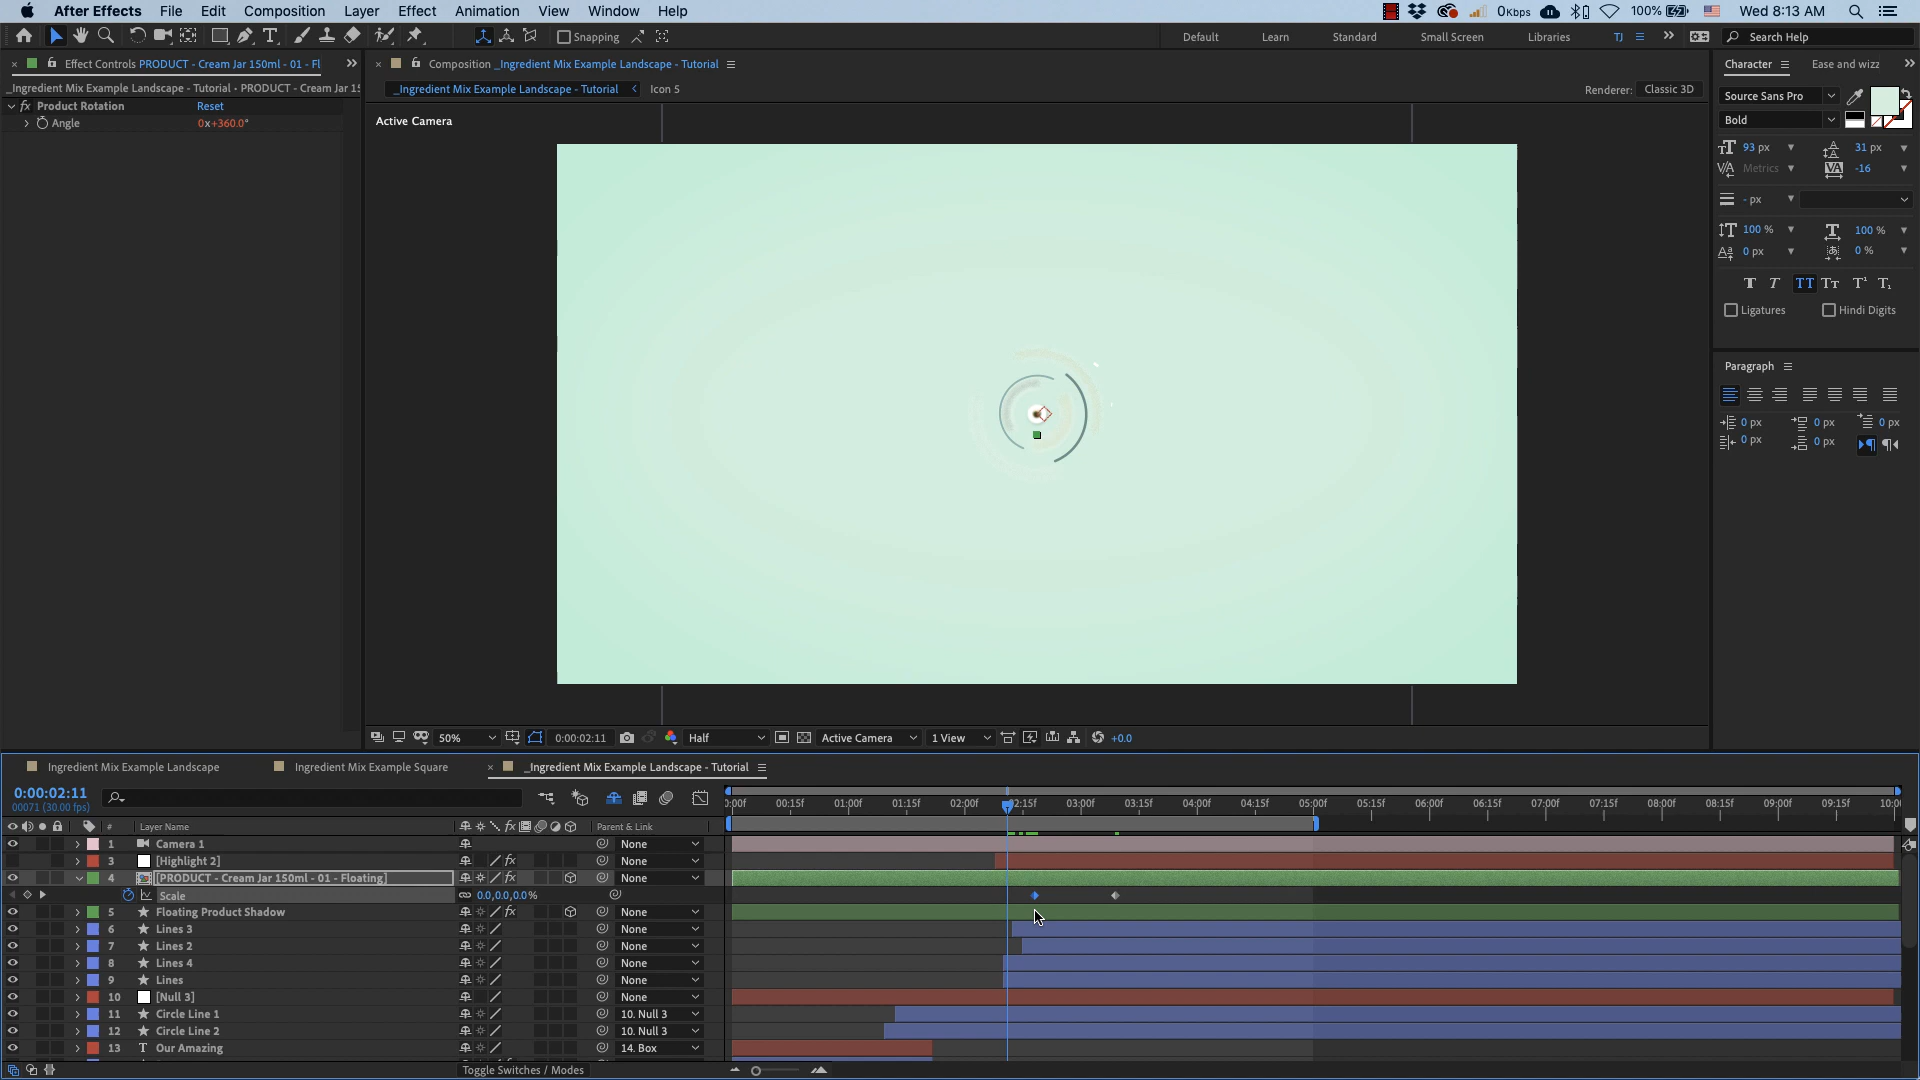 After Effects File Edit Composition Layer Effect Animation View Window Help 0Kbps 100% Wed 8:13 AM
Snapping Default Learn Standard Small Screen Libraries TJ Search Help
Effect Controls PRODUCT - Cream Jar 150ml - 01 - Fl
_Ingredient Mix Example Landscape - Tutorial • PRODUCT - Cream Jar 15
fx Product Rotation Reset
Angle 0x+360.0°
Composition _Ingredient Mix Example Landscape - Tutorial
_Ingredient Mix Example Landscape - Tutorial Icon 5 Renderer: Classic 3D
Active Camera
50% 0:00:02:11 Half Active Camera 1 View +0.0
Character Ease and wizz
Source Sans Pro
Bold
93 px 31 px
Metrics -16
- px
100 % 100 %
0 px 0 %
Ligatures Hindi Digits
Paragraph
0 px 0 px 0 px
0 px 0 px
Ingredient Mix Example Landscape Ingredient Mix Example Square _Ingredient Mix Example Landscape - Tutorial
0:00:02:11
00071 (30.00 fps)
:00f 00:15f 01:00f 01:15f 02:00f 02:15f 03:00f 03:15f 04:00f 04:15f 05:00f 05:15f 06:00f 06:15f 07:00f 07:15f 08:00f 08:15f 09:00f 09:15f 10:0
# Layer Name fx Parent & Link
1 Camera 1 None
3 [Highlight 2] fx None
4 [PRODUCT - Cream Jar 150ml - 01 - Floating] fx None
Scale 0.0,0.0,0.0%
5 Floating Product Shadow fx None
6 Lines 3 None
7 Lines 2 None
8 Lines 4 None
9 Lines None
10 [Null 3] None
11 Circle Line 1 10. Null 3
12 Circle Line 2 10. Null 3
13 T Our Amazing 14. Box
Toggle Switches / Modes